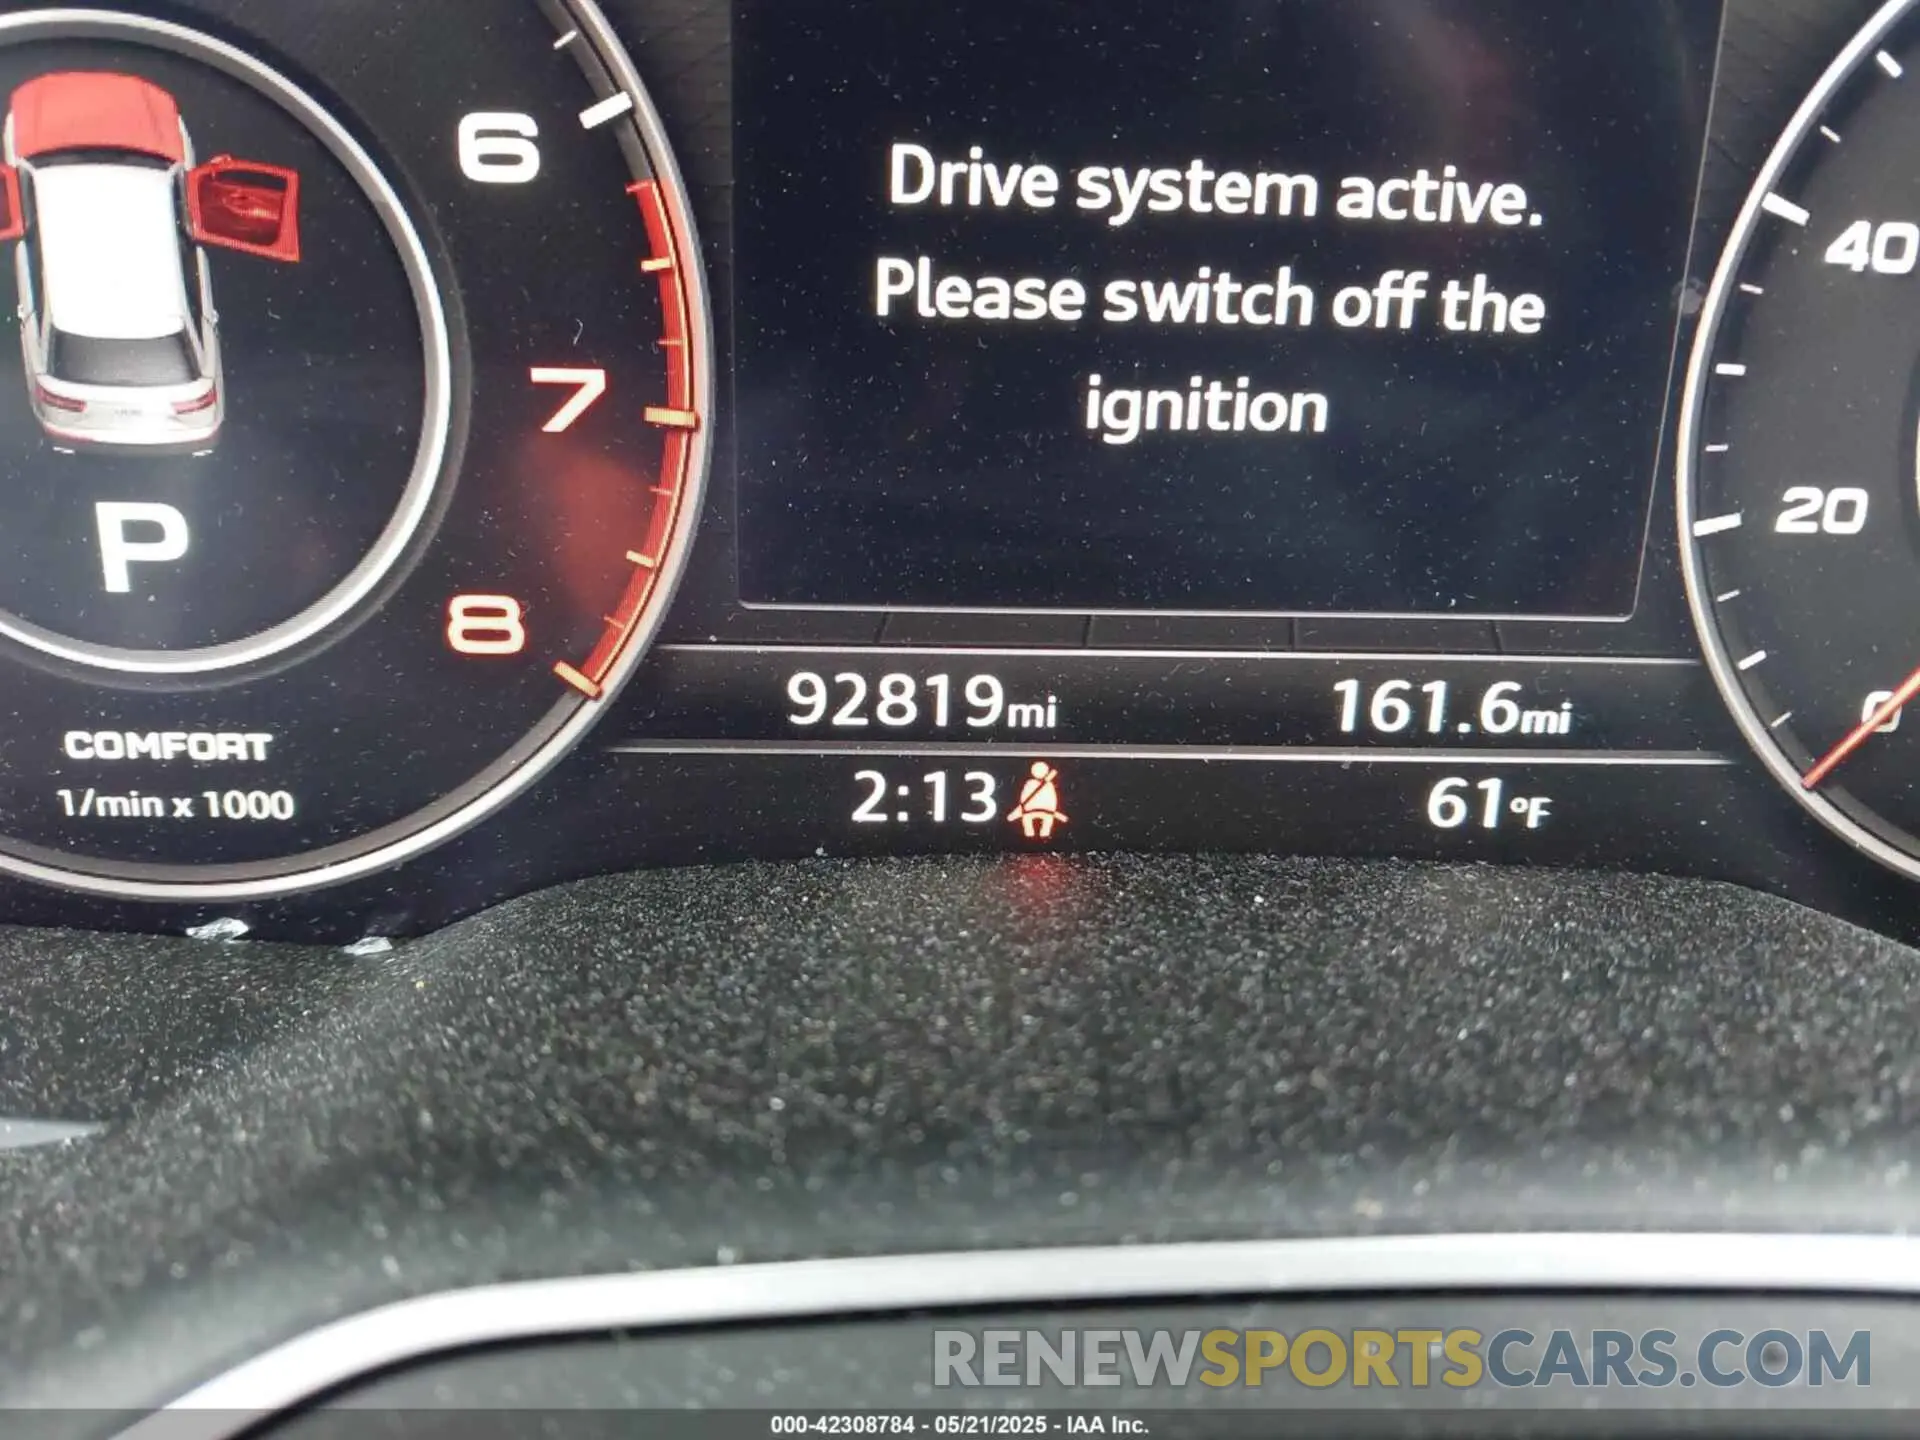 6
7
8
P
COMFORT
1/min x 1000
Drive system active.
Please switch off the
ignition
92819mi
161.6mi
2:13
61°F
40
20
0
RENEWSPORTSCARS.COM
000-42308784 - 05/21/2025 - IAA Inc.